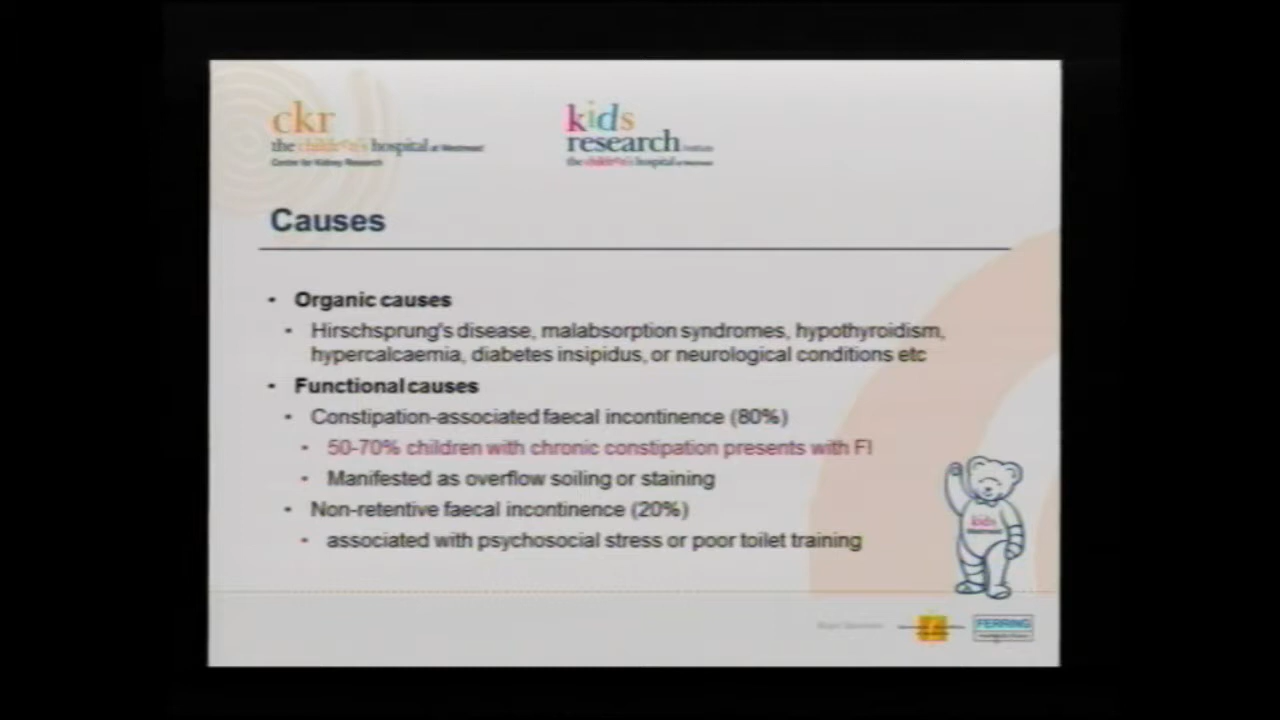 ckr
the children's hospital at Westmead
Centre for Kidney Research
kids
research institute
the children's hospital at Westmead
Causes
• Organic causes
• Hirschsprung's disease, malabsorption syndromes, hypothyroidism,
hypercalcaemia, diabetes insipidus, or neurological conditions etc
• Functional causes
• Constipation-associated faecal incontinence (80%)
• 50-70% children with chronic constipation presents with FI
• Manifested as overflow soiling or staining
• Non-retentive faecal incontinence (20%)
• associated with psychosocial stress or poor toilet training
kids
FERRING